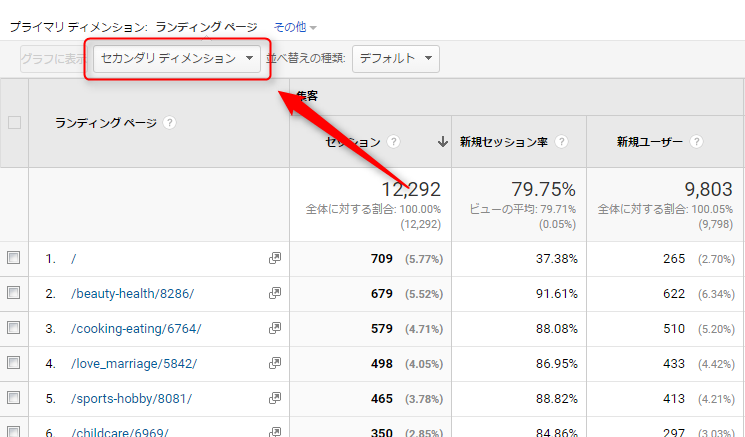 プライマリ ディメンション: ランディング ページ その他
グラフに表示 セカンダリ ディメンション 並べ替えの種類: デフォルト
集客
ランディング ページ ? セッション ? 新規セッション率 ? 新規ユーザー ?
12,292 79.75% 9,803
全体に対する割合: 100.00% ビューの平均: 79.71% 全体に対する割合: 100.05%
(12,292) (0.05%) (9,798)
1. / 709 (5.77%) 37.38% 265 (2.70%)
2. /beauty-health/8286/ 679 (5.52%) 91.61% 622 (6.34%)
3. /cooking-eating/6764/ 579 (4.71%) 88.08% 510 (5.20%)
4. /love_marriage/5842/ 498 (4.05%) 86.95% 433 (4.42%)
5. /sports-hobby/8081/ 465 (3.78%) 88.82% 413 (4.21%)
6. /childcare/6969/ 350 (2.85%) 84.86% 297 (3.03%)